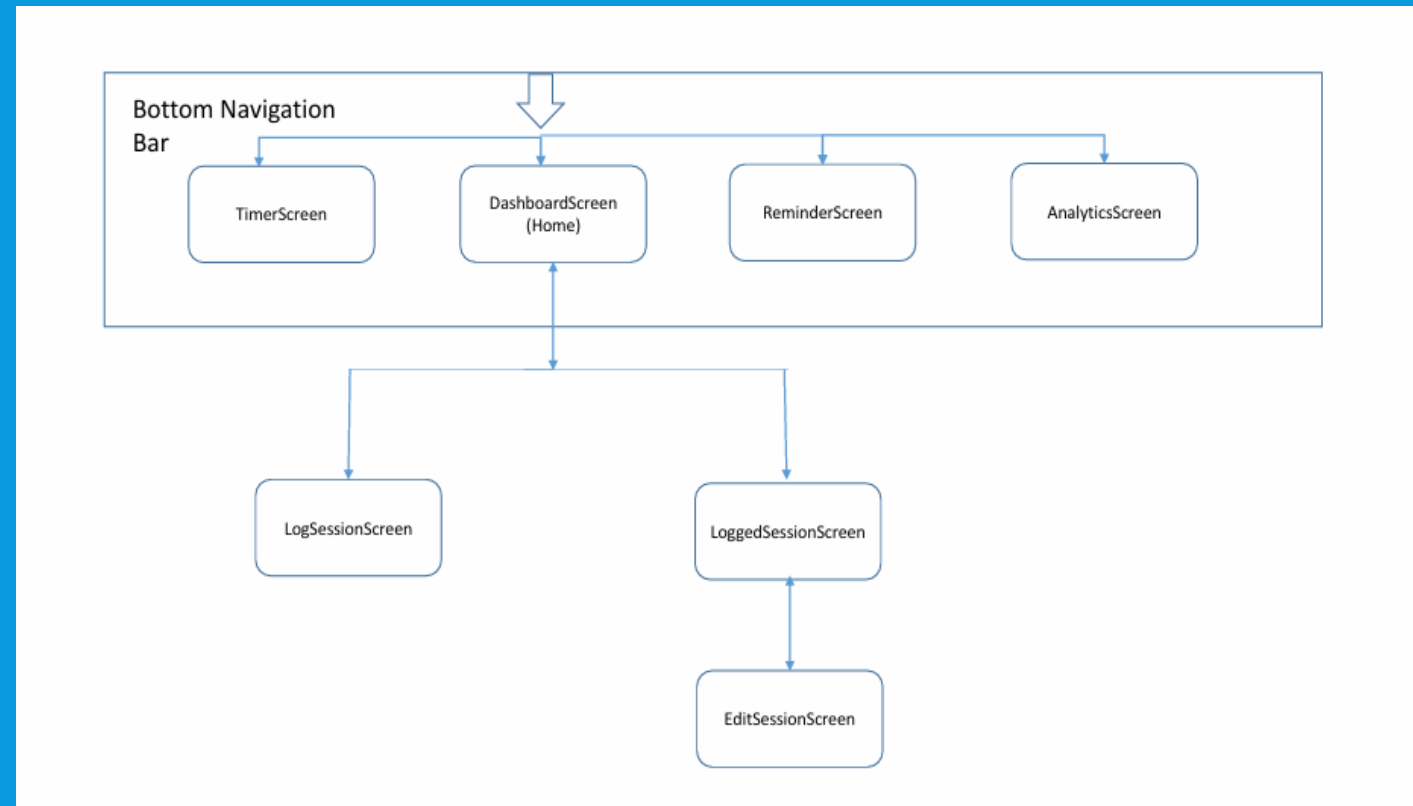 Bottom Navigation
Bar
TimerScreen
DashboardScreen
(Home)
ReminderScreen
AnalyticsScreen
LogSessionScreen
LoggedSessionScreen
EditSessionScreen